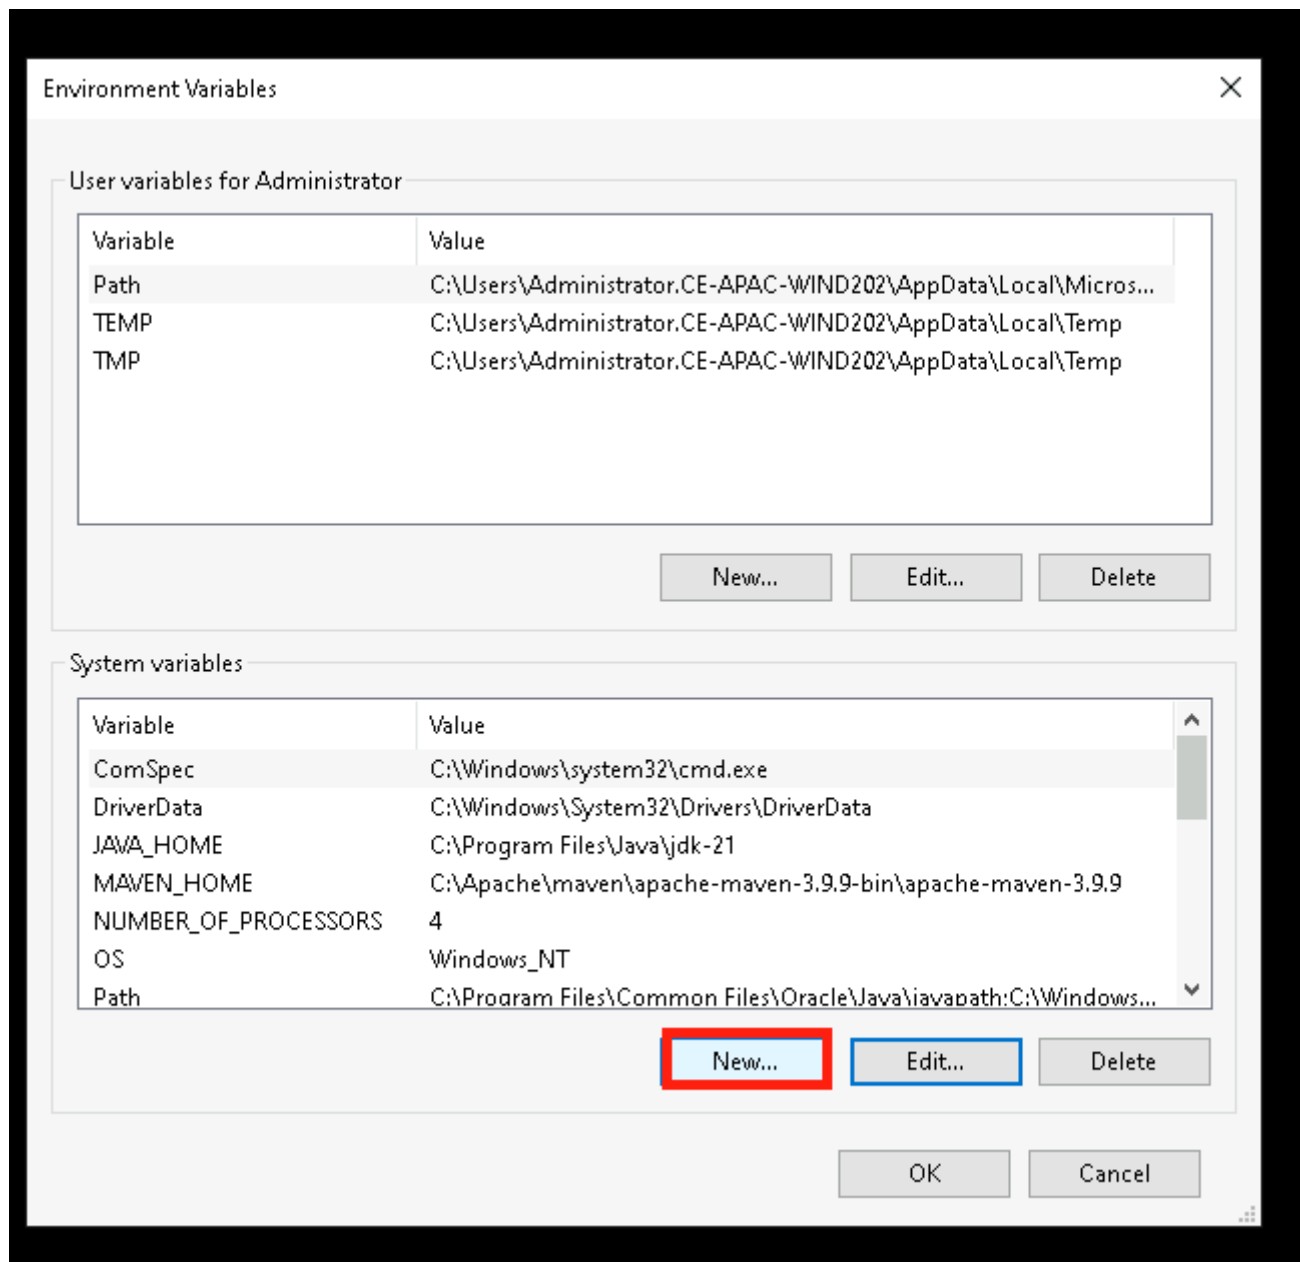 Environment Variables
User variables for Administrator
Variable Value
Path C:\Users\Administrator.CE-APAC-WIND202\AppData\Local\Micros...
TEMP C:\Users\Administrator.CE-APAC-WIND202\AppData\Local\Temp
TMP C:\Users\Administrator.CE-APAC-WIND202\AppData\Local\Temp
New... Edit... Delete
System variables
Variable Value
ComSpec C:\Windows\system32\cmd.exe
DriverData C:\Windows\System32\Drivers\DriverData
JAVA_HOME C:\Program Files\Java\jdk-21
MAVEN_HOME C:\Apache\maven\apache-maven-3.9.9-bin\apache-maven-3.9.9
NUMBER_OF_PROCESSORS 4
OS Windows_NT
Path C:\Program Files\Common Files\Oracle\Java\javapath;C:\Windows...
New... Edit... Delete
OK Cancel